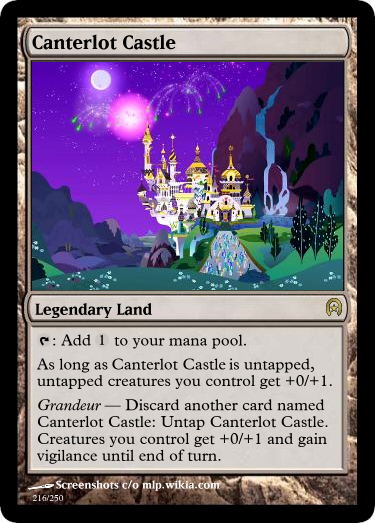 Canterlot Castle
Legendary Land
: Add 1 to your mana pool.
As long as Canterlot Castle is untapped,
untapped creatures you control get +0/+1.
Grandeur — Discard another card named
Canterlot Castle: Untap Canterlot Castle.
Creatures you control get +0/+1 and gain
vigilance until end of turn.
Screenshots c/o mlp.wikia.com
216/250